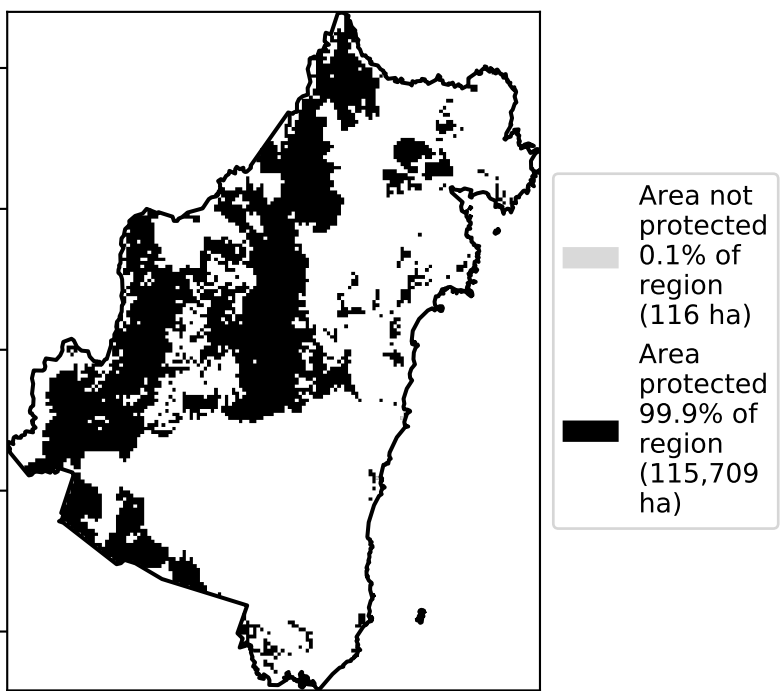 Area not
protected
0.1% of
region
(116 ha)
Area
protected
99.9% of
region
(115,709
ha)